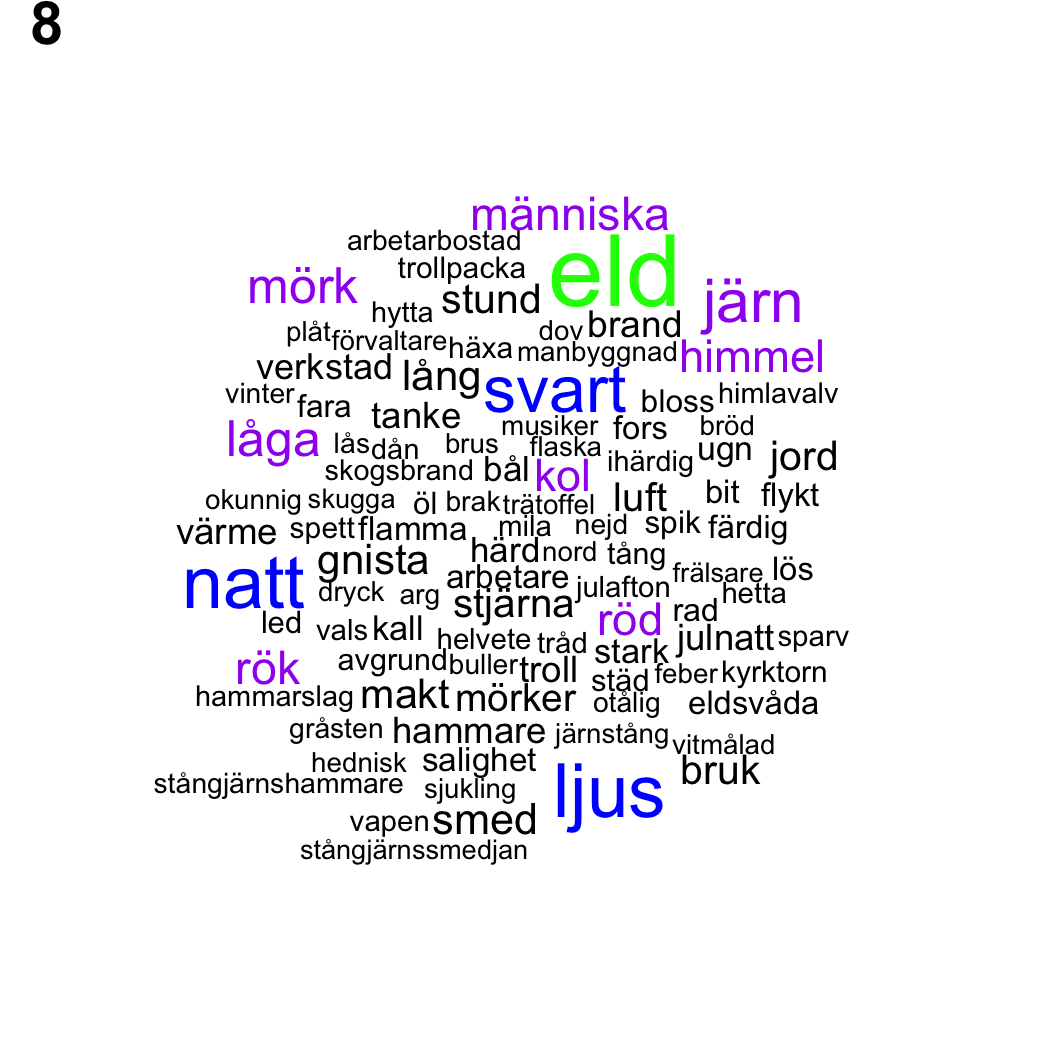 8
människa
arbetarbostad
trollpacka eld
mörk stund järn
hytta dov brand
plåt förvaltare häxa manbyggnad himmel
verkstad lång svart
vinter fara tanke bloss himlavalv
låga musiker fors bröd
lås dån brus flaska ugn jord
skogsbrand bål kol ihärdig
okunnig skugga öl brak trätoffel luft bit flykt
värme spett flamma mila nejd spik färdig
gnista härd nord tång
natt arbetare julafton frälsare lös
dryck arg stjärna hetta
led vals kall röd rad
helvete tråd stark julnatt sparv
rök avgrund buller troll städ feber kyrktorn
hammarslag makt mörker otålig eldsvåda
gråsten hammare järnstång vitmålad
hednisk salighet bruk
stångjärnshammare sjukling ljus
vapen smed
stångjärnssmedjan